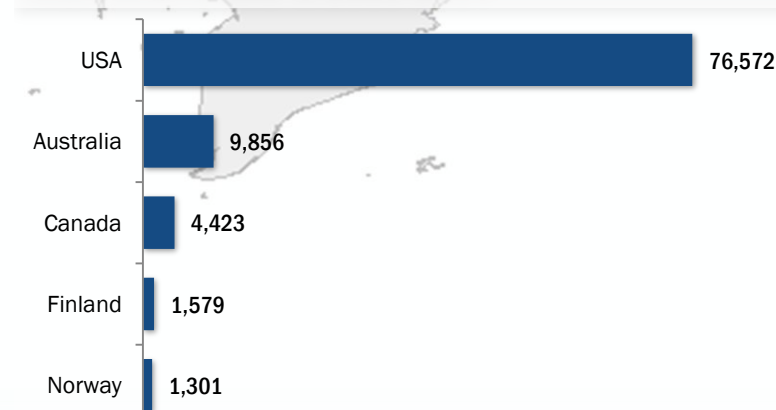 USA 76,572
Australia 9,856
Canada 4,423
Finland 1,579
Norway 1,301